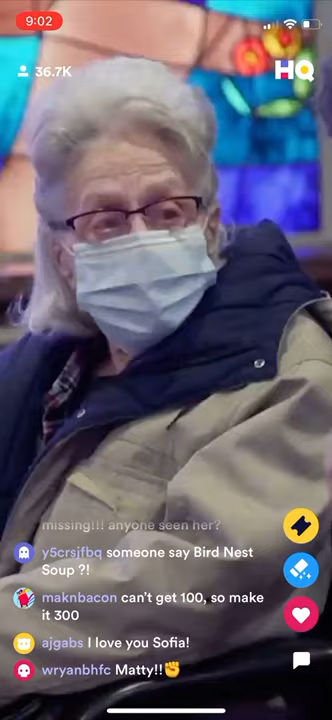 9:02
36.7K
HQ
missing!!! anyone seen her?
y5crsjfbq someone say Bird Nest
Soup ?!
maknbacon can't get 100, so make
it 300
ajgabs I love you Sofia!
wryanbhfc Matty!!✊